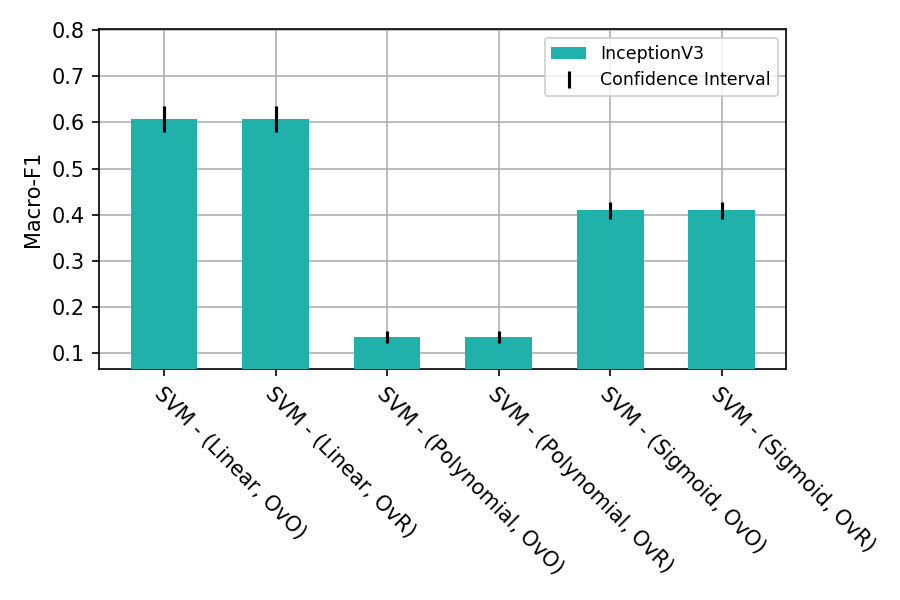 0.8
0.7
0.6
0.5
0.4
0.3
0.2
0.1
Macro-F1
InceptionV3
Confidence Interval
SVM - (Linear, OvO)
SVM - (Linear, OvR)
SVM - (Polynomial, OvO)
SVM - (Polynomial, OvR)
SVM - (Sigmoid, OvO)
SVM - (Sigmoid, OvR)